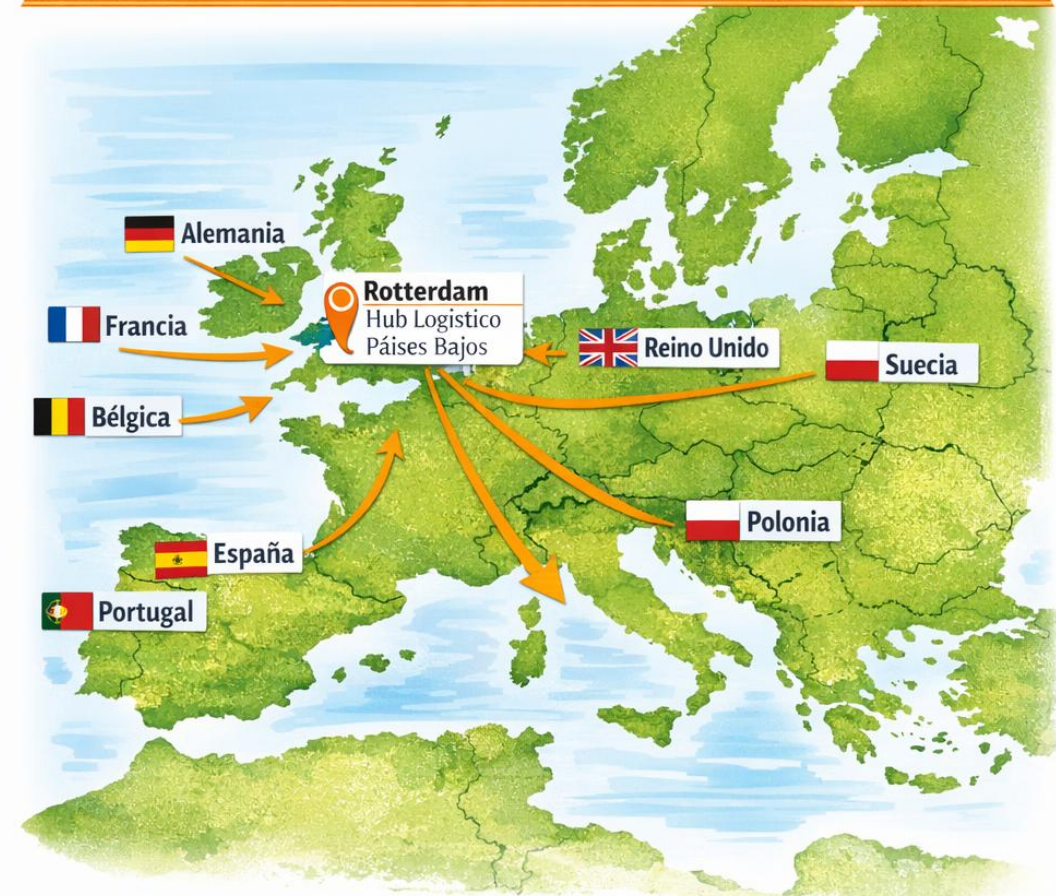 Alemania
Rotterdam
Hub Logistico
Páises Bajos
Francia
Reino Unido
Suecia
Bélgica
Polonia
España
Portugal